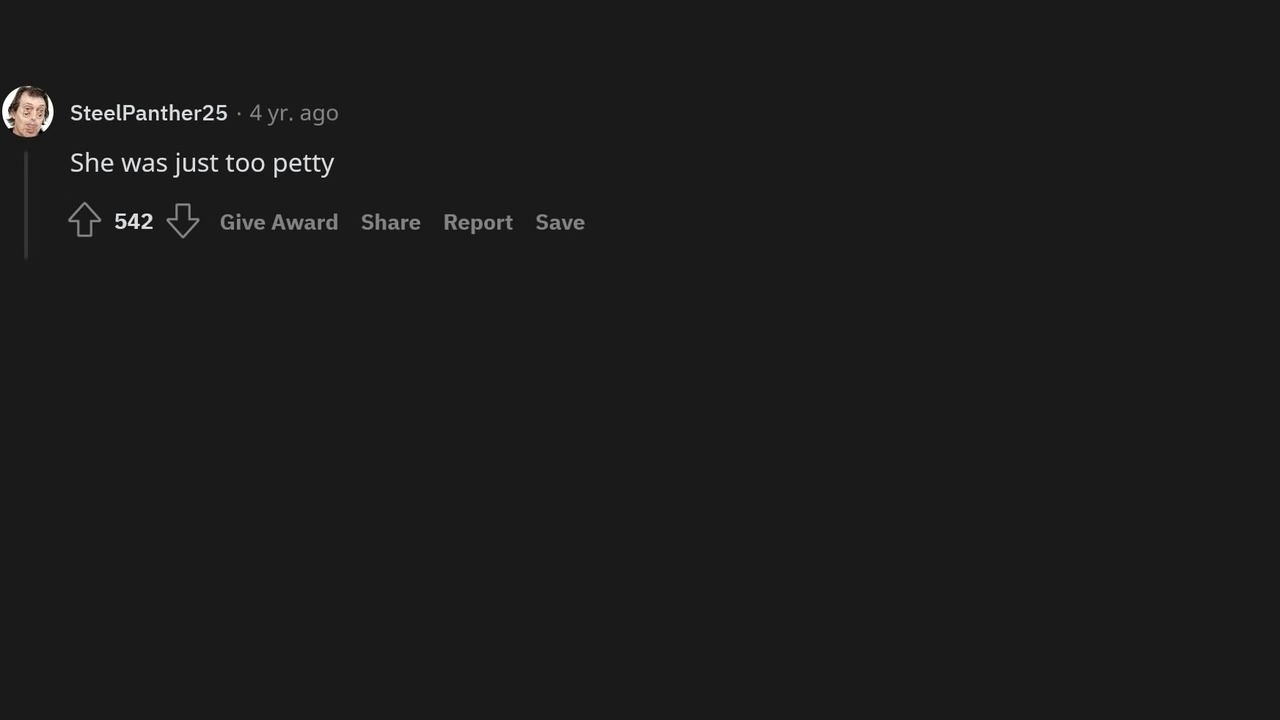 SteelPanther25 · 4 yr. ago
She was just too petty
542 Give Award Share Report Save